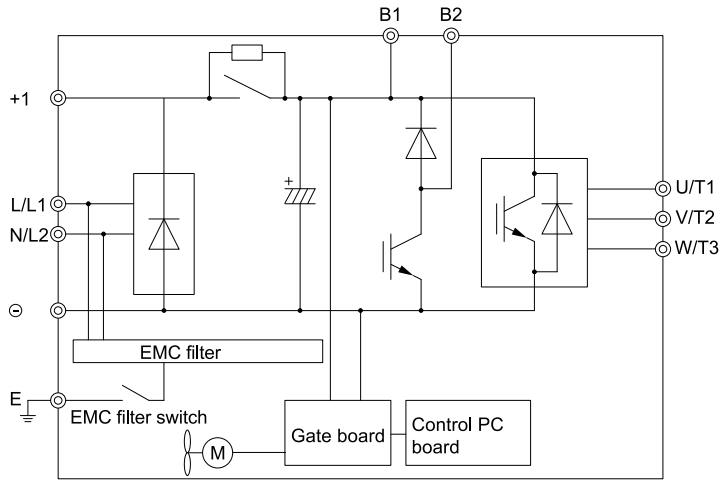 B1 B2
+1
+
L/L1
N/L2
U/T1
V/T2
W/T3
⊖
EMC filter
E
EMC filter switch
M
Gate board
Control PC
board